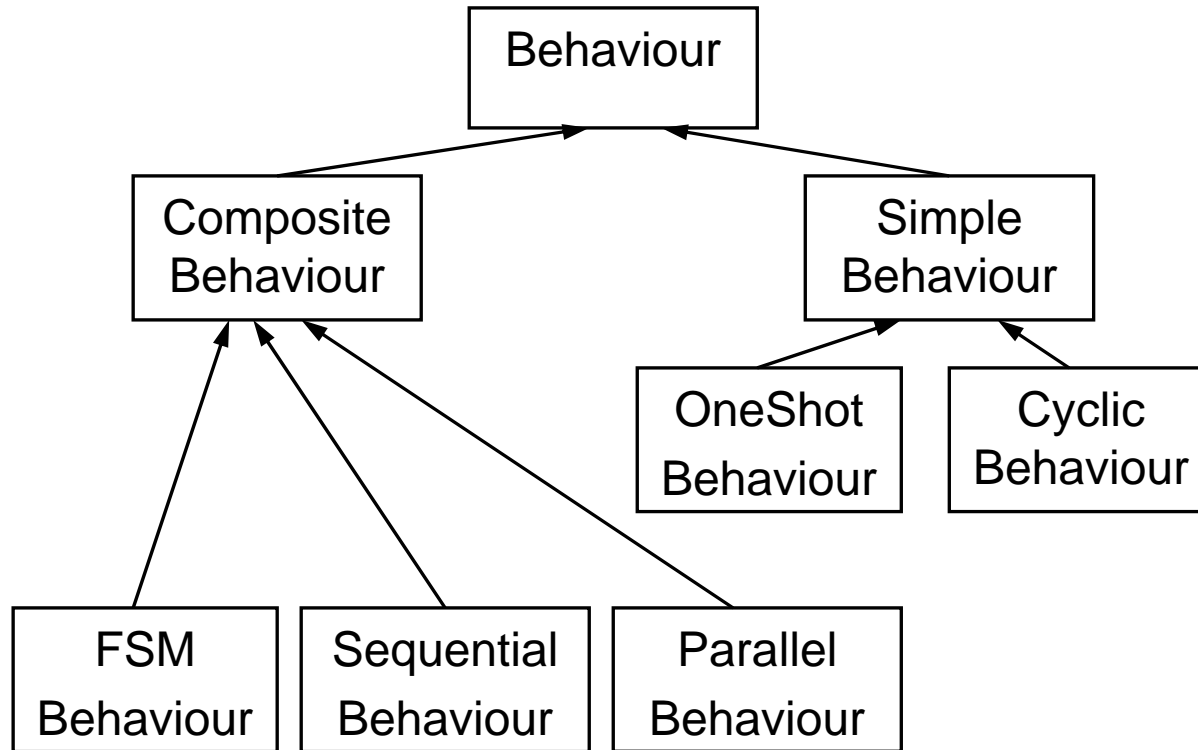 Behaviour
Composite
Behaviour
Simple
Behaviour
OneShot
Behaviour
Cyclic
Behaviour
FSM
Behaviour
Sequential
Behaviour
Parallel
Behaviour